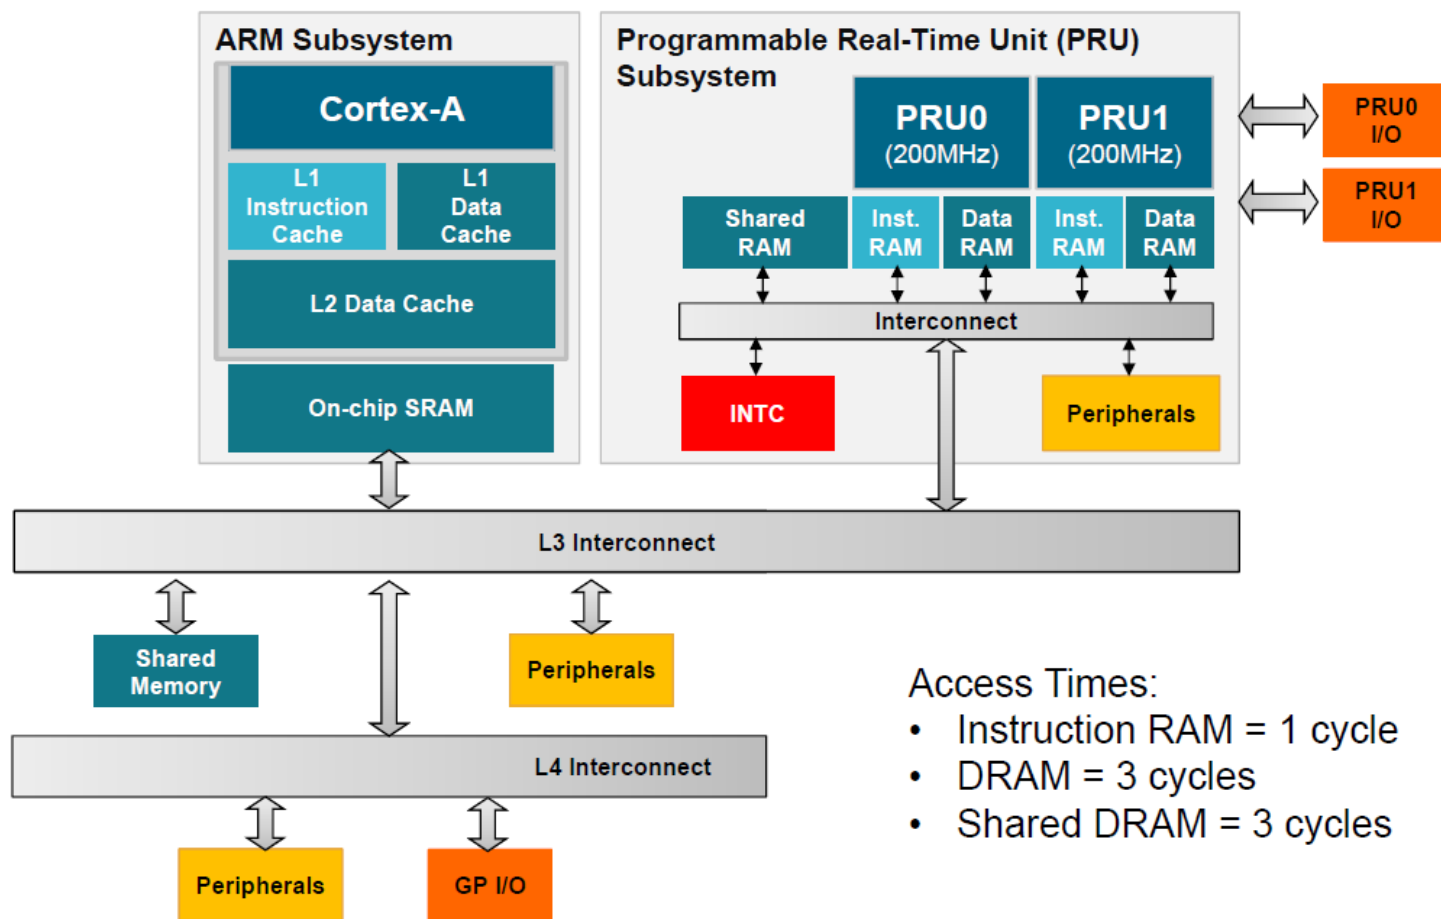 ARM Subsystem
Cortex-A
L1
Instruction
Cache
L1
Data
Cache
L2 Data Cache
On-chip SRAM
Programmable Real-Time Unit (PRU)
Subsystem
PRU0
(200MHz)
PRU1
(200MHz)
Shared
RAM
Inst.
RAM
Data
RAM
Inst.
RAM
Data
RAM
Interconnect
INTC
Peripherals
PRU0
I/O
PRU1
I/O
L3 Interconnect
Shared
Memory
Peripherals
L4 Interconnect
Peripherals
GP I/O
Access Times:
• Instruction RAM = 1 cycle
• DRAM = 3 cycles
• Shared DRAM = 3 cycles